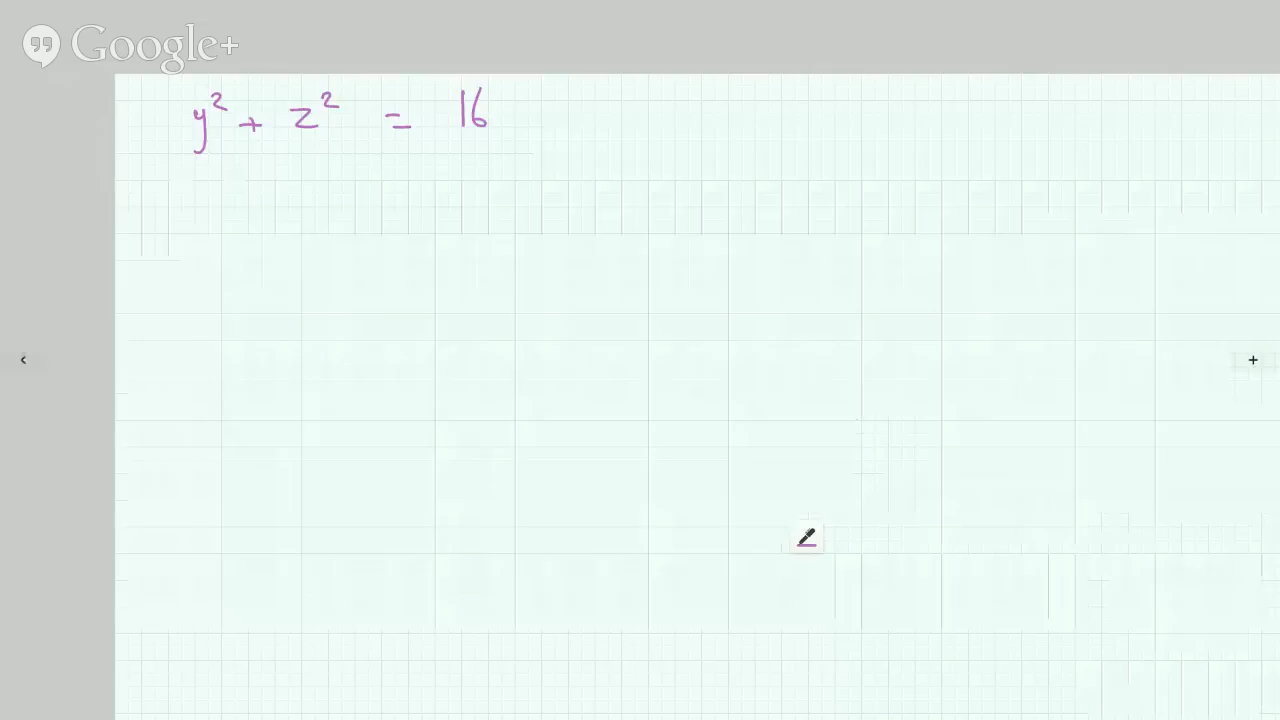 Google+
y² + z² = 16